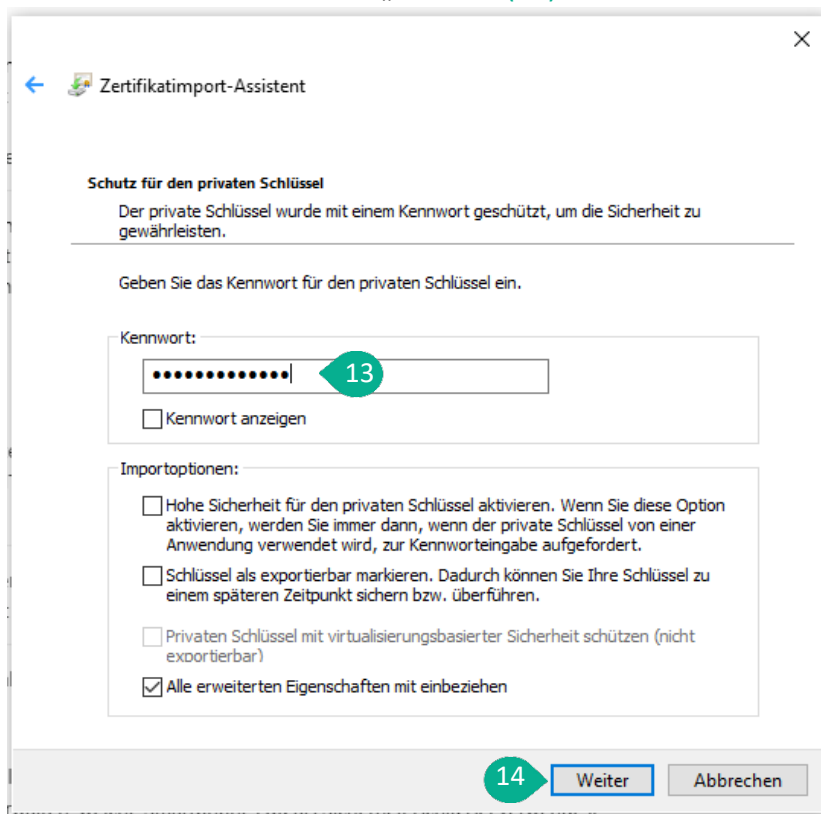 Zertifikatimport-Assistent
Schutz für den privaten Schlüssel
Der private Schlüssel wurde mit einem Kennwort geschützt, um die Sicherheit zu
gewährleisten.
Geben Sie das Kennwort für den privaten Schlüssel ein.
Kennwort:
•••••••••••••
13
Kennwort anzeigen
Importoptionen:
Hohe Sicherheit für den privaten Schlüssel aktivieren. Wenn Sie diese Option
aktivieren, werden Sie immer dann, wenn der private Schlüssel von einer
Anwendung verwendet wird, zur Kennworteingabe aufgefordert.
Schlüssel als exportierbar markieren. Dadurch können Sie Ihre Schlüssel zu
einem späteren Zeitpunkt sichern bzw. überführen.
Privaten Schlüssel mit virtualisierungsbasierter Sicherheit schützen (nicht
exportierbar)
Alle erweiterten Eigenschaften mit einbeziehen
14
Weiter
Abbrechen